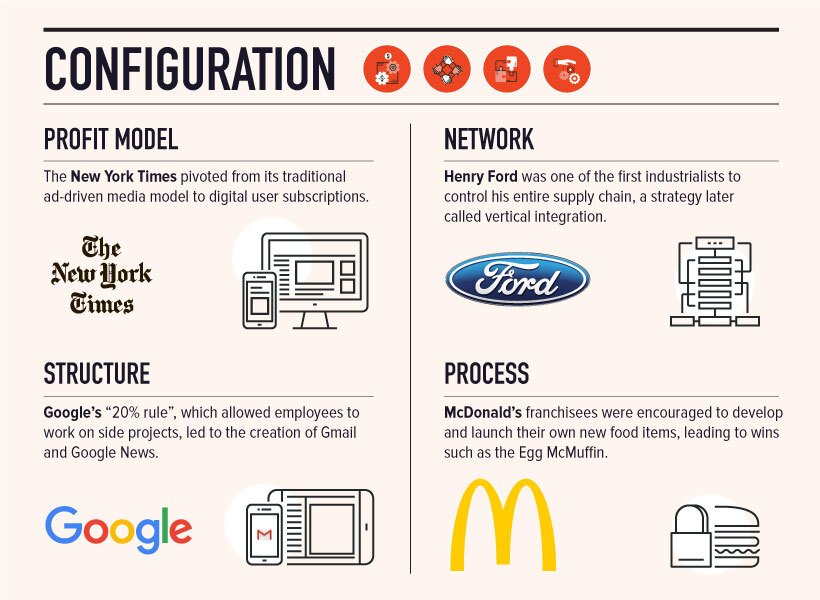 CONFIGURATION
PROFIT MODEL
The New York Times pivoted from its traditional
ad-driven media model to digital user subscriptions.
The
New York
Times
NETWORK
Henry Ford was one of the first industrialists to
control his entire supply chain, a strategy later
called vertical integration.
Ford
STRUCTURE
Google's “20% rule”, which allowed employees to
work on side projects, led to the creation of Gmail
and Google News.
Google
PROCESS
McDonald's franchisees were encouraged to develop
and launch their own new food items, leading to wins
such as the Egg McMuffin.